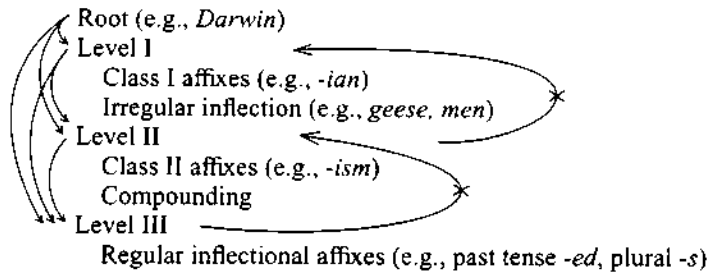 Root (e.g., Darwin)
Level I
Class I affixes (e.g., -ian)
Irregular inflection (e.g., geese, men)
Level II
Class II affixes (e.g., -ism)
Compounding
Level III
Regular inflectional affixes (e.g., past tense -ed, plural -s)